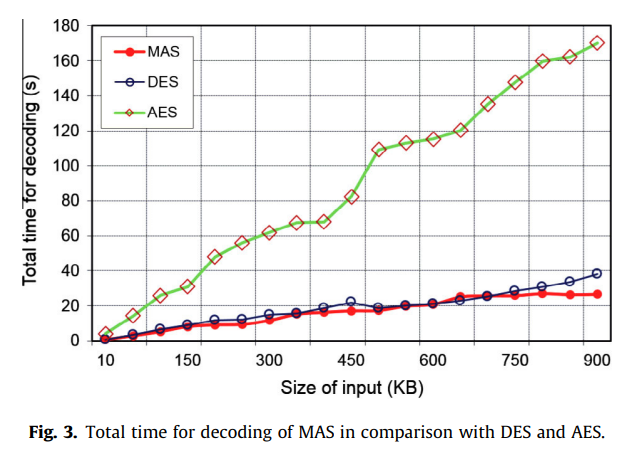 180
160
140
120
100
80
60
40
20
0
Total time for decoding (s)
MAS
DES
AES
10 150 300 450 600 750 900
Size of input (KB)
Fig. 3. Total time for decoding of MAS in comparison with DES and AES.